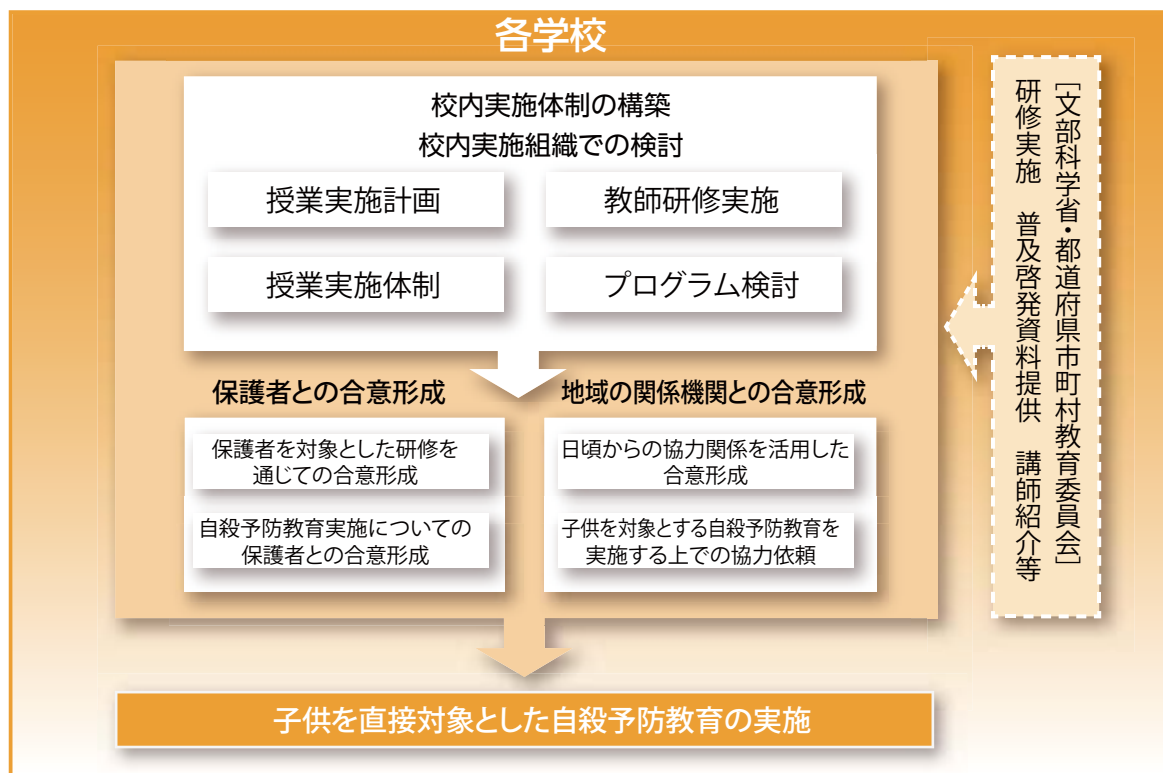 各学校
校内実施体制の構築
校内実施組織での検討
授業実施計画
教師研修実施
授業実施体制
プログラム検討
保護者との合意形成
保護者を対象とした研修を
通じての合意形成
自殺予防教育実施についての
保護者との合意形成
地域の関係機関との合意形成
日頃からの協力関係を活用した
合意形成
子供を対象とする自殺予防教育を
実施する上での協力依頼
［文部科学省・都道府県市町村教育委員会］
研修実施　普及啓発資料提供　講師紹介等
子供を直接対象とした自殺予防教育の実施